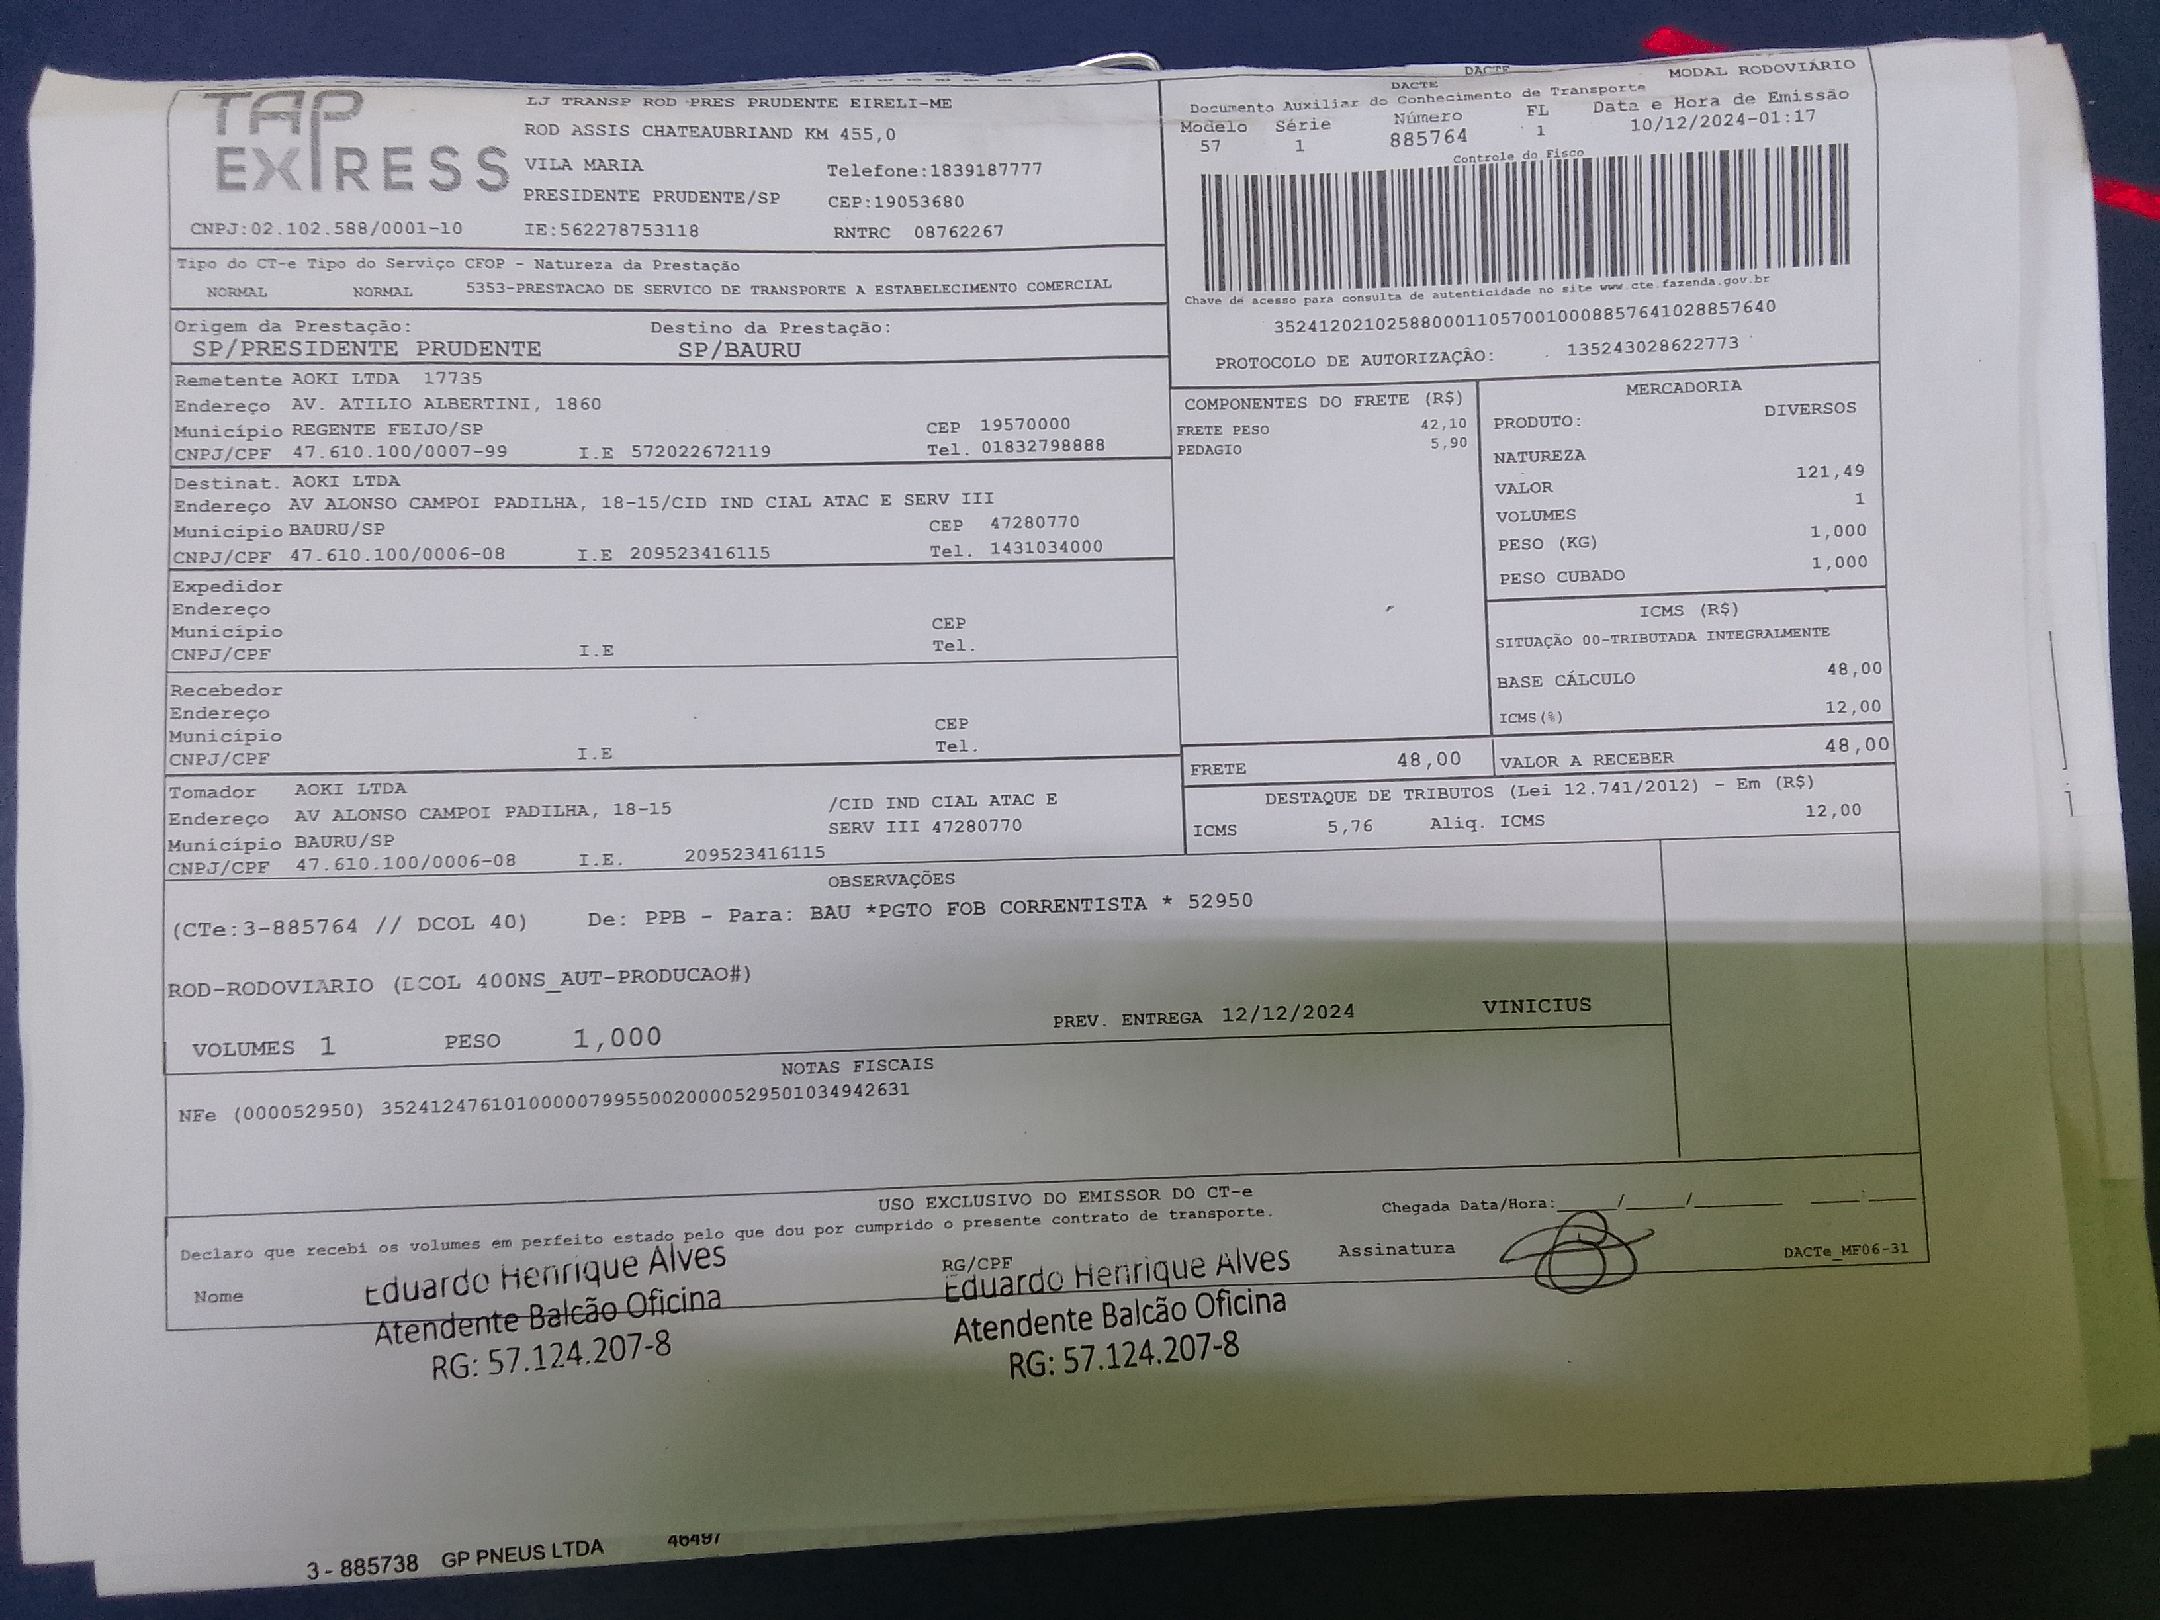 TAP EXPRESS
LJ TRANSP ROD PRES PRUDENTE EIRELI-ME
ROD ASSIS CHATEAUBRIAND KM 455,0
VILA MARIA Telefone:1839187777
PRESIDENTE PRUDENTE/SP CEP:19053680
CNPJ:02.102.588/0001-10 IE:562278753118 RNTRC 08762267
DACTE MODAL RODOVIÁRIO
DACTE
Documento Auxiliar do Conhecimento de Transporte
Modelo Série Número FL Data e Hora de Emissão
57 1 885764 1 10/12/2024-01:17
Controle do Fisco
Chave de acesso para consulta de autenticidade no site www.cte.fazenda.gov.br
35241202102588000110570010008857641028857640
PROTOCOLO DE AUTORIZAÇÂO: 135243028622773
Tipo do CT-e Tipo do Serviço CFOP - Natureza da Prestação
NORMAL NORMAL 5353-PRESTACAO DE SERVICO DE TRANSPORTE A ESTABELECIMENTO COMERCIAL
Origem da Prestação: Destino da Prestação:
SP/PRESIDENTE PRUDENTE SP/BAURU
Remetente AOKI LTDA 17735
Endereço AV. ATILIO ALBERTINI, 1860
Município REGENTE FEIJO/SP CEP 19570000
CNPJ/CPF 47.610.100/0007-99 I.E 572022672119 Tel. 01832798888
Destinat. AOKI LTDA
Endereço AV ALONSO CAMPOI PADILHA, 18-15/CID IND CIAL ATAC E SERV III
Município BAURU/SP CEP 47280770
CNPJ/CPF 47.610.100/0006-08 I.E 209523416115 Tel. 1431034000
Expedidor
Endereço
Município CEP
CNPJ/CPF I.E Tel.
Recebedor
Endereço
Município CEP
CNPJ/CPF I.E Tel.
Tomador AOKI LTDA
Endereço AV ALONSO CAMPOI PADILHA, 18-15 /CID IND CIAL ATAC E
Município BAURU/SP SERV III 47280770
CNPJ/CPF 47.610.100/0006-08 I.E. 209523416115
COMPONENTES DO FRETE (R$)
FRETE PESO 42,10
PEDAGIO 5,90
MERCADORIA
PRODUTO: DIVERSOS
NATUREZA
VALOR 121,49
VOLUMES 1
PESO (KG) 1,000
PESO CUBADO 1,000
ICMS (R$)
SITUAÇÃO 00-TRIBUTADA INTEGRALMENTE
BASE CÁLCULO 48,00
ICMS(%) 12,00
FRETE 48,00 VALOR A RECEBER 48,00
DESTAQUE DE TRIBUTOS (Lei 12.741/2012) - Em (R$)
ICMS 5,76 Aliq. ICMS 12,00
OBSERVAÇÕES
(CTe:3-885764 // DCOL 40) De: PPB - Para: BAU *PGTO FOB CORRENTISTA * 52950
ROD-RODOVIARIO (DCOL 400NS_AUT-PRODUCAO#)
VOLUMES 1 PESO 1,000 PREV. ENTREGA 12/12/2024 VINICIUS
NOTAS FISCAIS
NFe (000052950) 35241247610100000799550020000529501034942631
USO EXCLUSIVO DO EMISSOR DO CT-e
Declaro que recebi os volumes em perfeito estado pelo que dou por cumprido o presente contrato de transporte.
Chegada Data/Hora:_____/_____/_______ ____:____
Nome RG/CPF Assinatura DACTe_MF06-31
Eduardo Henrique Alves
Atendente Balcão Oficina
RG: 57.124.207-8
Eduardo Henrique Alves
Atendente Balcão Oficina
RG: 57.124.207-8
3 - 885738 GP PNEUS LTDA 46497